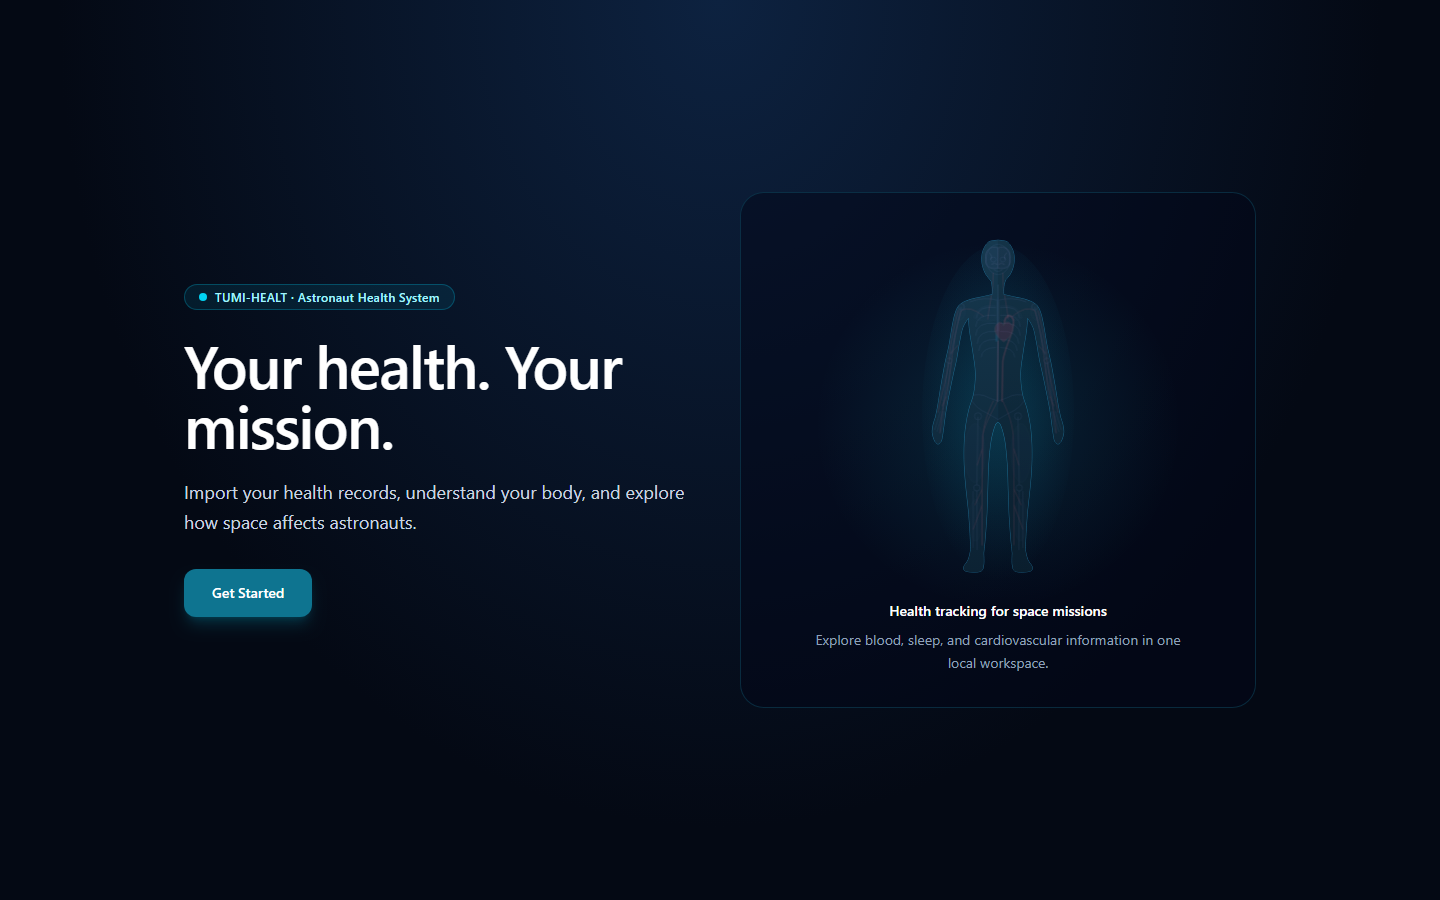 TUMI-HEALT · Astronaut Health System
Your health. Your
mission.
Import your health records, understand your body, and explore
how space affects astronauts.
Get Started
Health tracking for space missions
Explore blood, sleep, and cardiovascular information in one
local workspace.